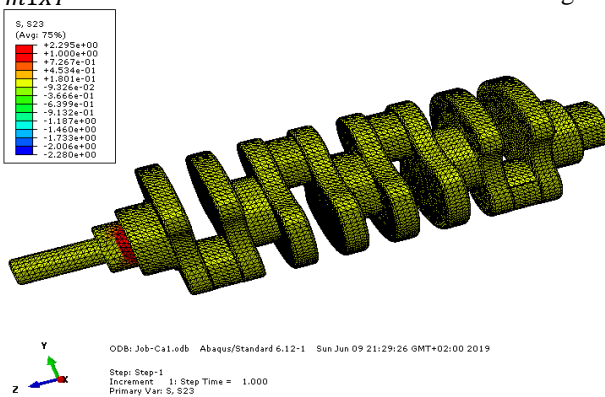 S, S23
(Avg: 75%)
+2.295e+00
+1.000e+00
+7.267e-01
+4.534e-01
+1.801e-01
-9.326e-02
-3.666e-01
-6.399e-01
-9.132e-01
-1.187e+00
-1.460e+00
-1.733e+00
-2.006e+00
-2.280e+00
Y
Z
X
ODB: Job-Ca1.odb Abaqus/Standard 6.12-1 Sun Jun 09 21:29:26 GMT+02:00 2019
Step: Step-1
Increment 1: Step Time = 1.000
Primary Var: S, S23